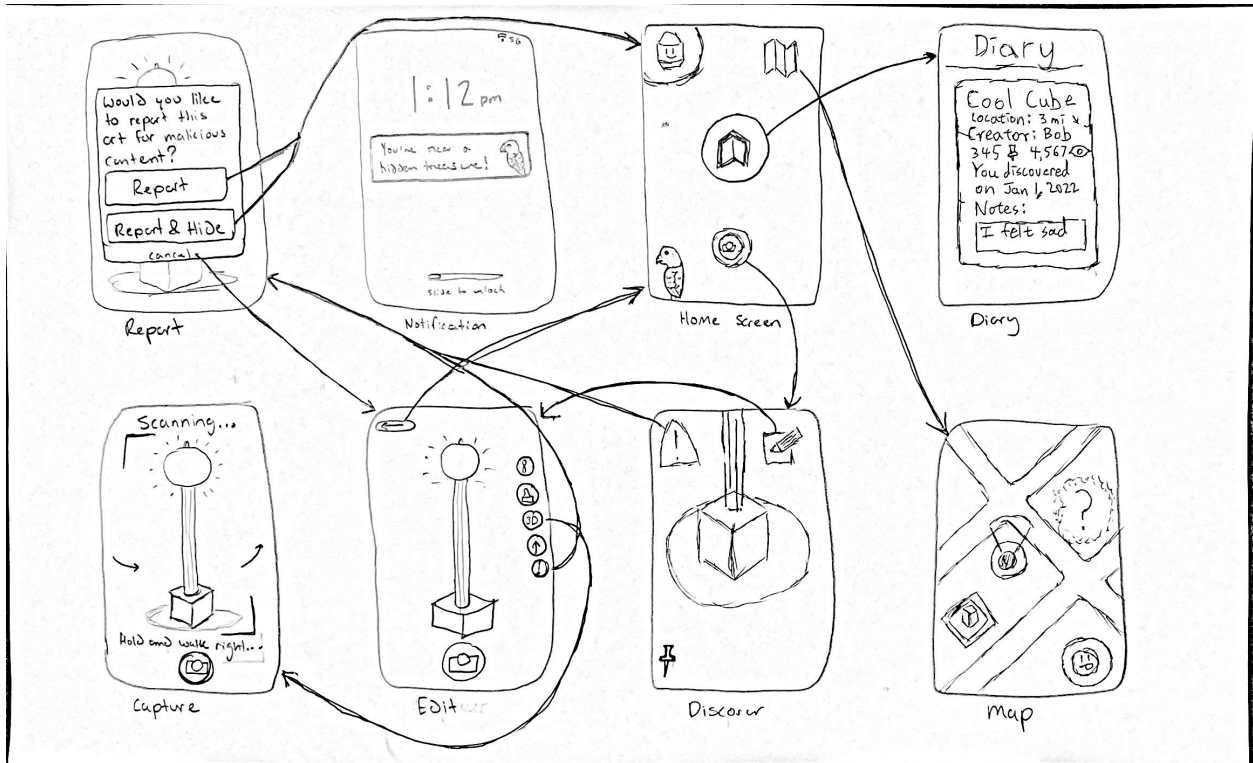 Would you like
to report this
art for malicious
content?
Report
Report & Hide
cancel
Report
5G
1:12 pm
You're near a
hidden treasure!
slide to unlock
Notification
Home Screen
Diary
Cool Cube
Location: 3 mi ↘
Creator: Bob
345 4,567
You discovered
on Jan 1, 2022
Notes:
I felt sad
Diary
Scanning...
Hold and walk right...
Capture
3D
Edit
!
Discover
?
N
Map